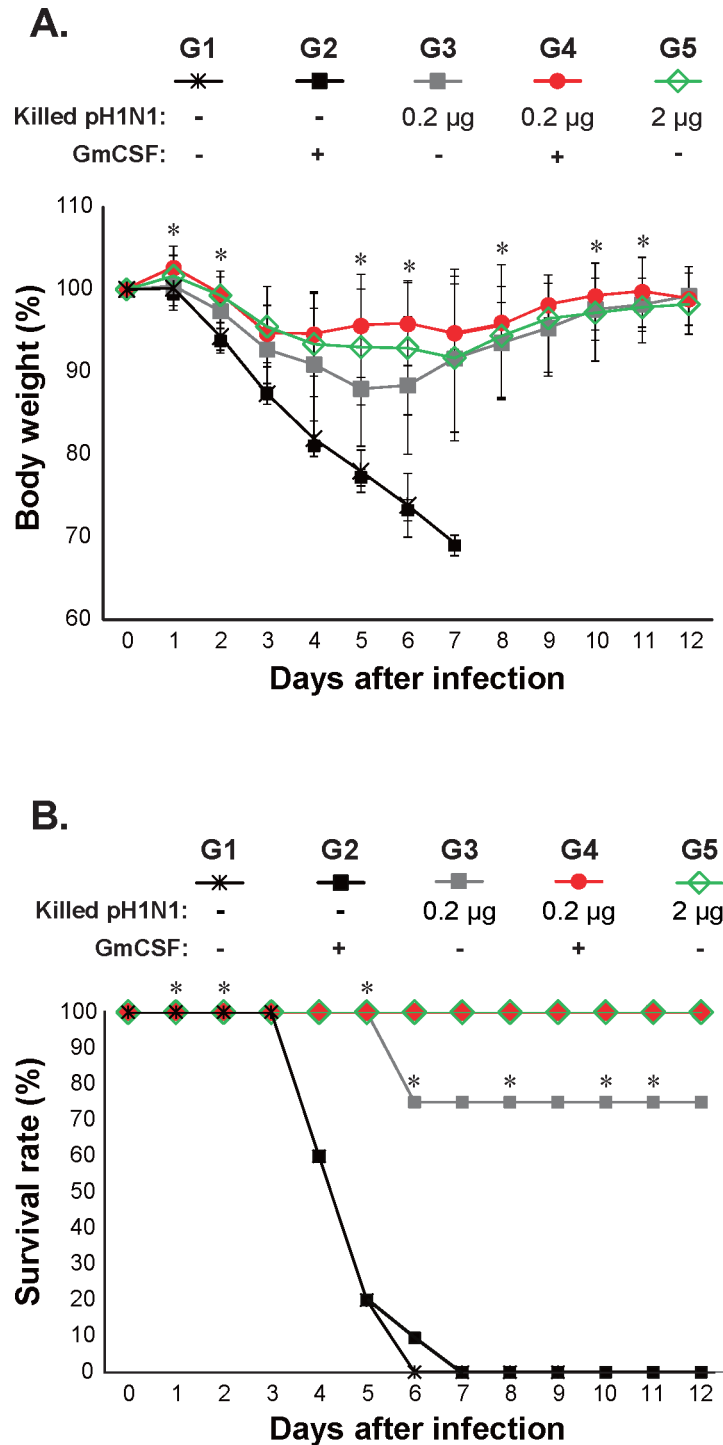 A.
G1 G2 G3 G4 G5
Killed pH1N1: - - 0.2 µg 0.2 µg 2 µg
GmCSF: - + - + -
110
* * * * * * *
100
90
80
70
60
Body weight (%)
0 1 2 3 4 5 6 7 8 9 10 11 12
Days after infection
B.
G1 G2 G3 G4 G5
Killed pH1N1: - - 0.2 µg 0.2 µg 2 µg
GmCSF: - + - + -
* * *
100
90
80
* * * *
70
60
50
40
30
20
10
0
Survival rate (%)
0 1 2 3 4 5 6 7 8 9 10 11 12
Days after infection